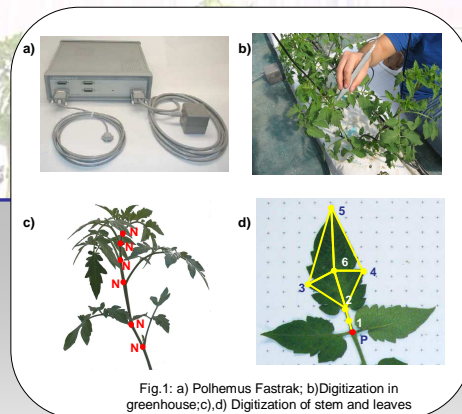 a)
b)
c)
N
N
N
N
N
N
d)
5
6
4
3
2
1
P
Fig.1: a) Polhemus Fastrak; b)Digitization in
greenhouse;c),d) Digitization of stem and leaves